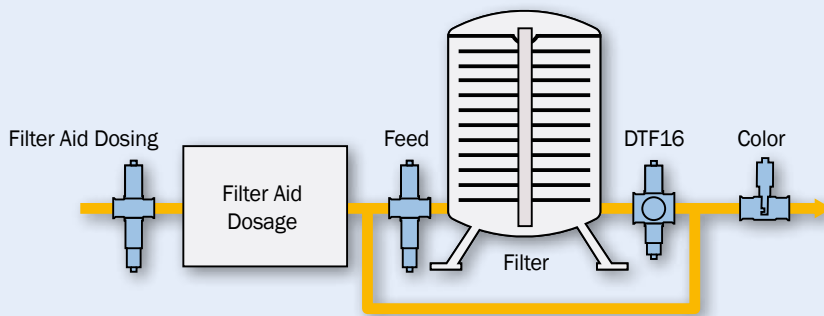 Filter Aid Dosing
Feed
DTF16
Color
Filter Aid
Dosage
Filter